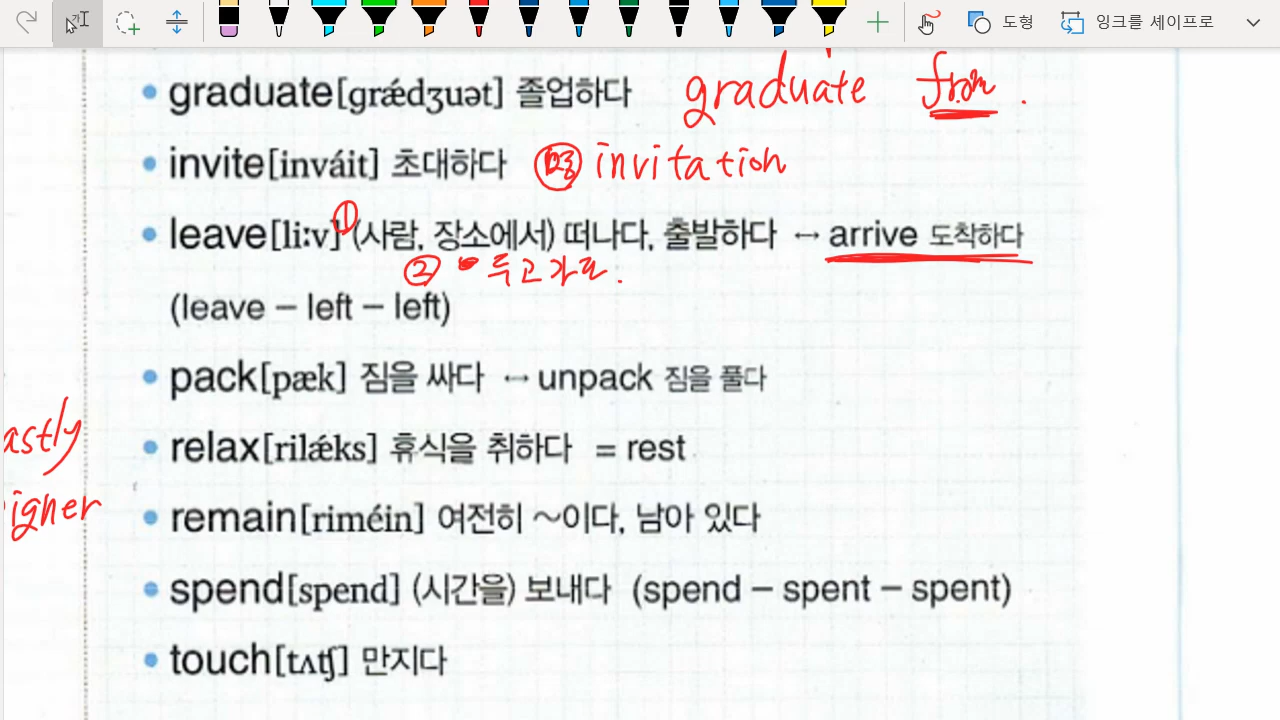 도형 잉크를 셰이프로
graduate[grǽdʒuət] 졸업하다 graduate from.
invite[inváit] 초대하다 명 invitation
leave[liːv] ① (사람, 장소에서) 떠나다, 출발하다 ↔ arrive 도착하다
② 두고 가다.
(leave – left – left)
pack[pæk] 짐을 싸다 ↔ unpack 짐을 풀다
astly
relax[rilǽks] 휴식을 취하다 = rest
igner
remain[riméin] 여전히 ~이다, 남아 있다
spend[spend] (시간을) 보내다 (spend – spent – spent)
touch[tʌtʃ] 만지다